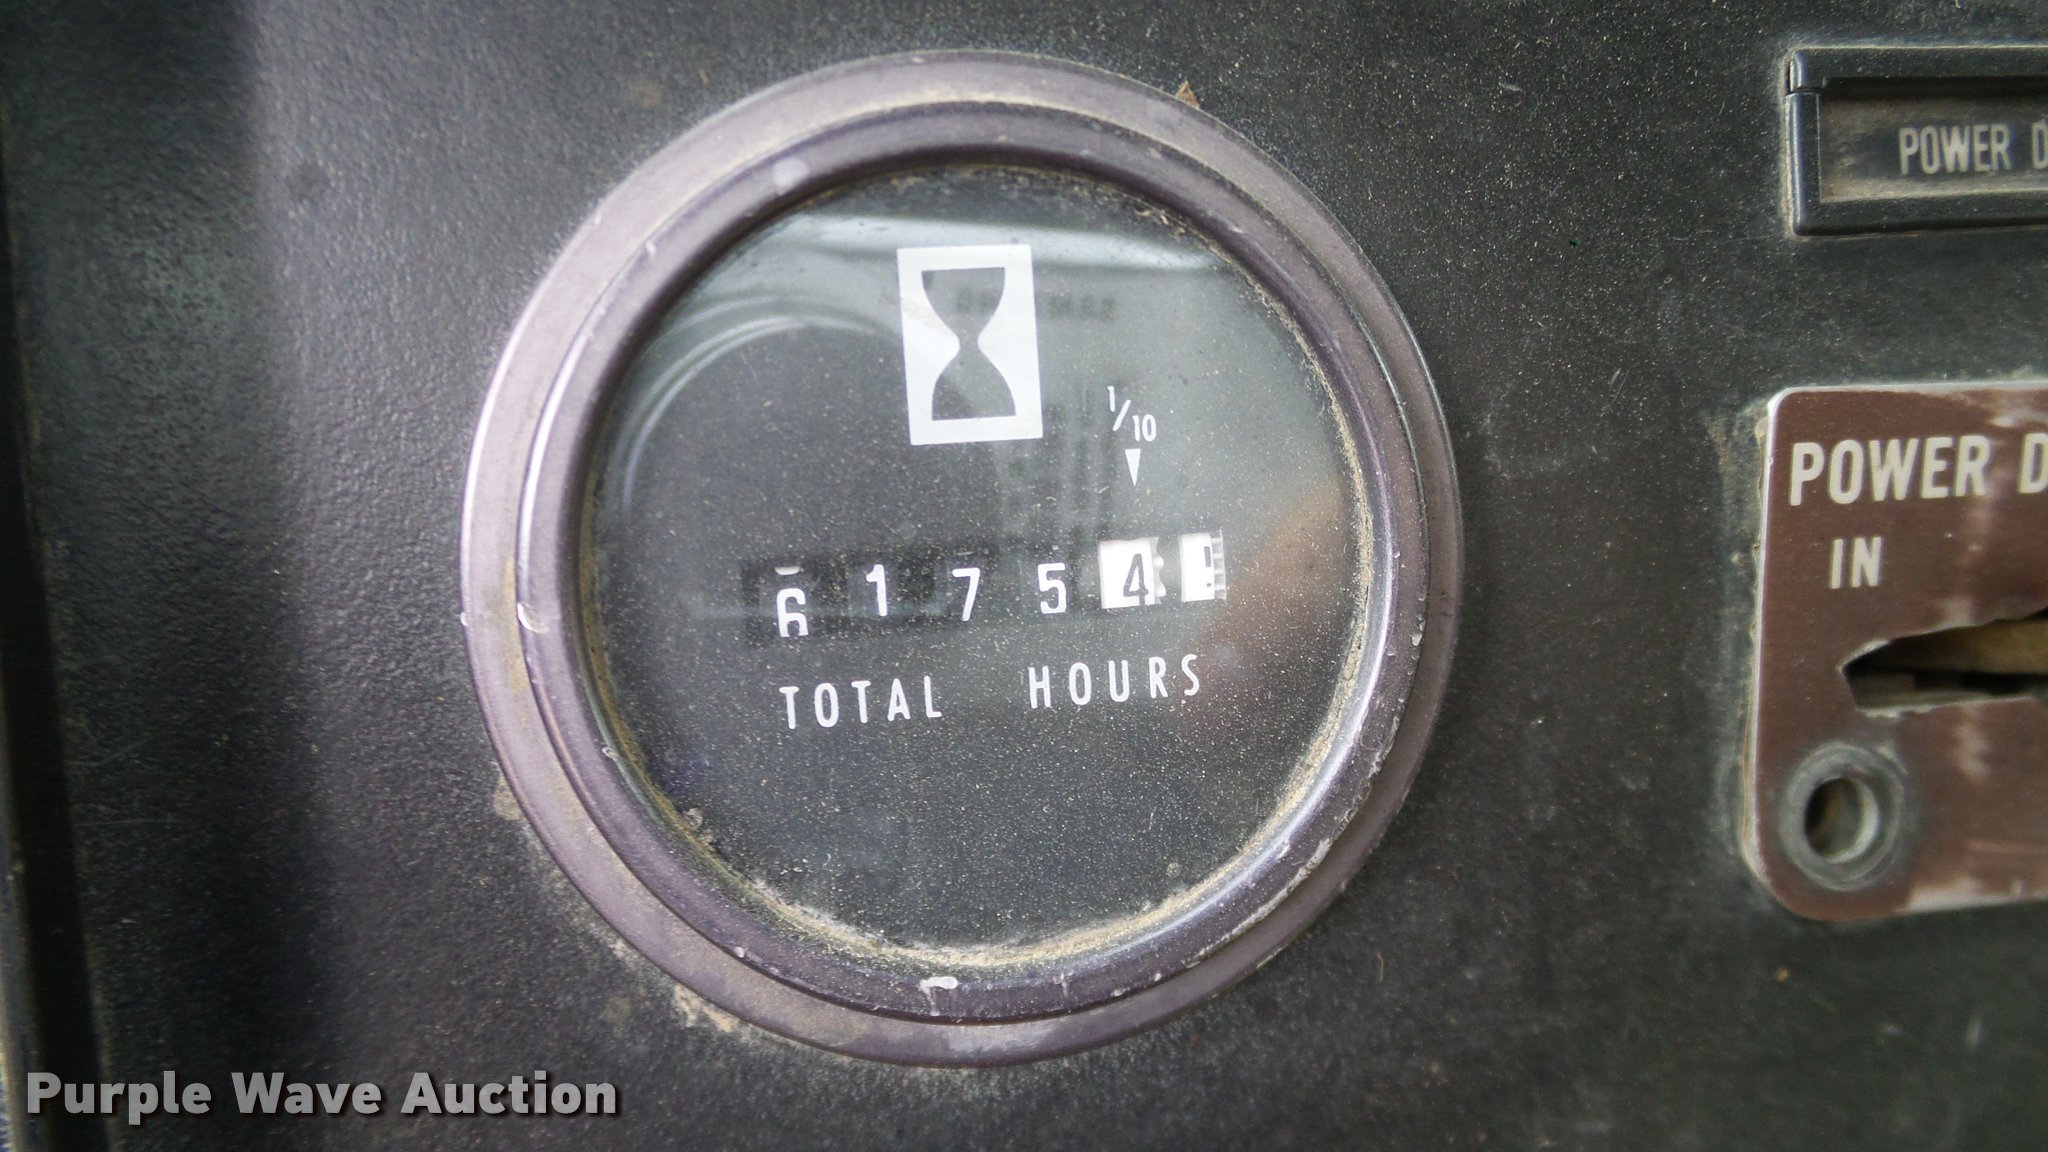 POWER D
1/10
POWER D
IN
6 1 7 5 4
TOTAL HOURS
Purple Wave Auction